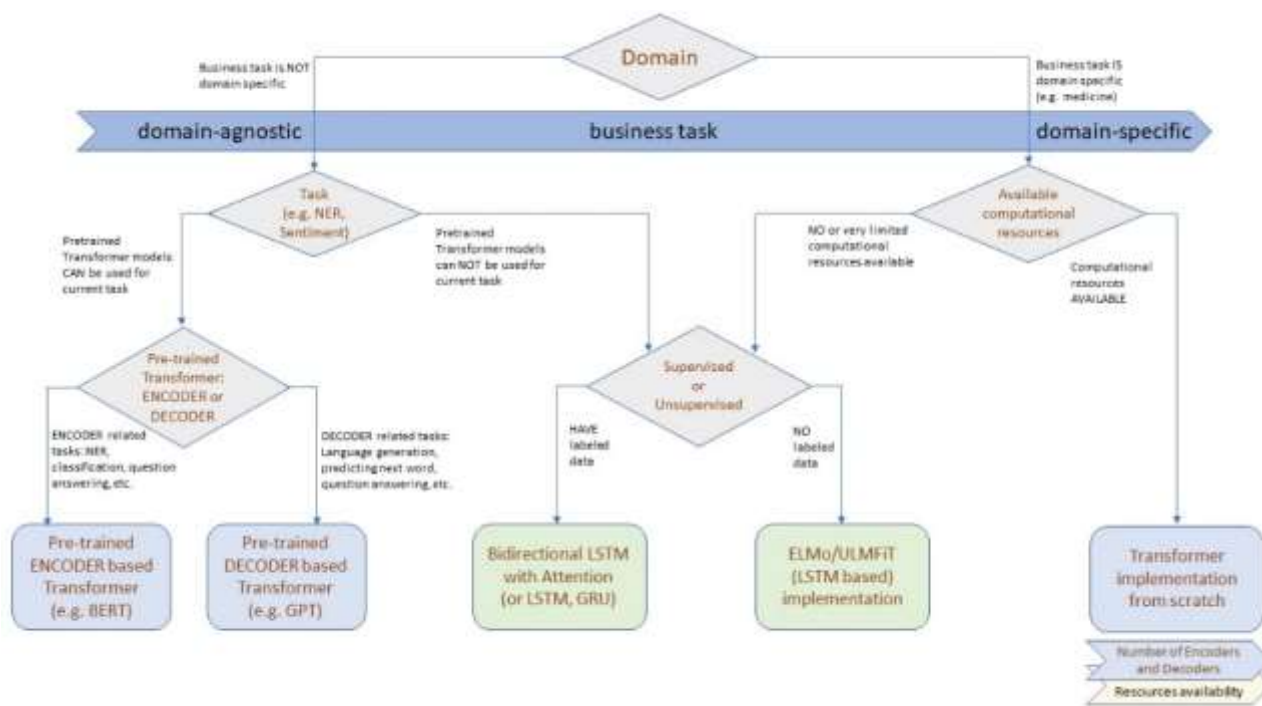 Domain
Business task is NOT
domain specific
Business task IS
domain specific
(e.g. medicine)
domain-agnostic
business task
domain-specific
Task
(e.g. NER,
Sentiment)
Available
computational
resources
Pretrained
Transformer models
CAN be used for
current task
Pretrained
Transformer models
can NOT be used for
current task
NO or very limited
computational
resources available
Computational
resources
AVAILABLE
Pre-trained
Transformer:
ENCODER or
DECODER
Supervised
or
Unsupervised
ENCODER related
tasks: NER,
classification, question
answering, etc.
DECODER related tasks:
Language generation,
predicting next word,
question answering, etc.
HAVE
labeled
data
NO
labeled
data
Pre-trained
ENCODER based
Transformer
(e.g. BERT)
Pre-trained
DECODER based
Transformer
(e.g. GPT)
Bidirectional LSTM
with Attention
(or LSTM, GRU)
ELMo/ULMFiT
(LSTM based)
implementation
Transformer
implementation
from scratch
Number of Encoders
and Decoders
Resources availability